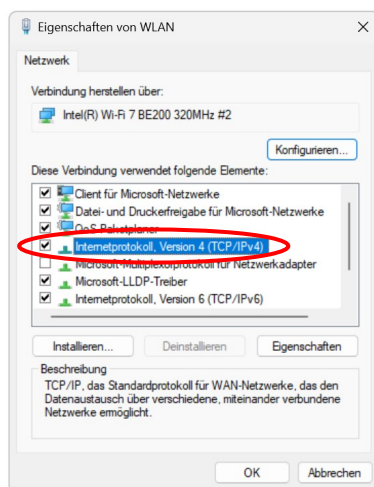 Eigenschaften von WLAN
Netzwerk
Verbindung herstellen über:
Intel(R) Wi-Fi 7 BE200 320MHz #2
Konfigurieren...
Diese Verbindung verwendet folgende Elemente:
Client für Microsoft-Netzwerke
Datei- und Druckerfreigabe für Microsoft-Netzwerke
QoS-Paketplaner
Internetprotokoll, Version 4 (TCP/IPv4)
Microsoft-Multiplexorprotokoll für Netzwerkadapter
Microsoft-LLDP-Treiber
Internetprotokoll, Version 6 (TCP/IPv6)
Installieren...
Deinstallieren
Eigenschaften
Beschreibung
TCP/IP, das Standardprotokoll für WAN-Netzwerke, das den
Datenaustausch über verschiedene, miteinander verbundene
Netzwerke ermöglicht.
OK
Abbrechen